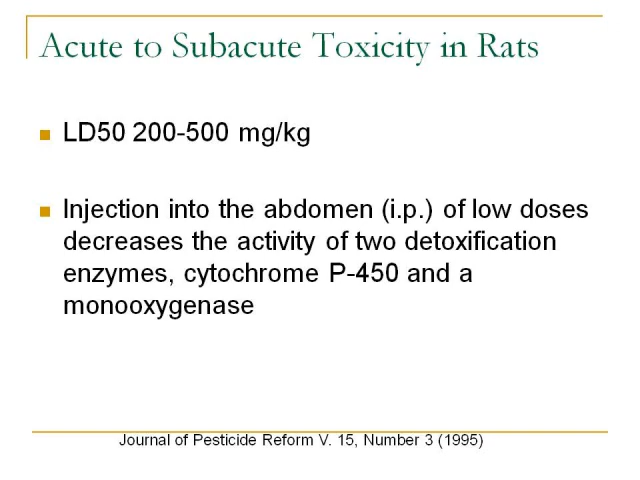 Acute to Subacute Toxicity in Rats
LD50 200-500 mg/kg
Injection into the abdomen (i.p.) of low doses
decreases the activity of two detoxification
enzymes, cytochrome P-450 and a
monooxygenase
Journal of Pesticide Reform V. 15, Number 3 (1995)